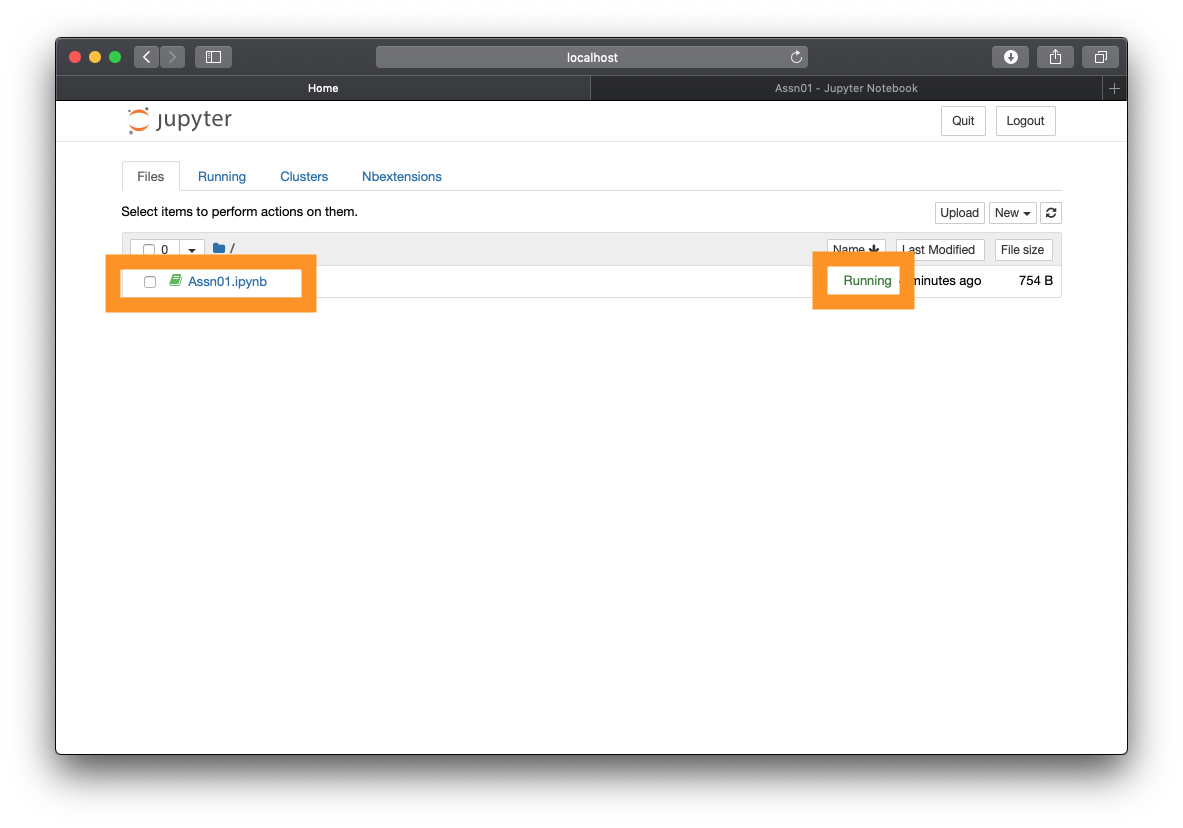 localhost
Home
Assn01 - Jupyter Notebook
jupyter
Quit
Logout
Files
Running
Clusters
Nbextensions
Select items to perform actions on them.
Upload
New
0
/
Name
Last Modified
File size
Assn01.ipynb
Running
minutes ago
754 B